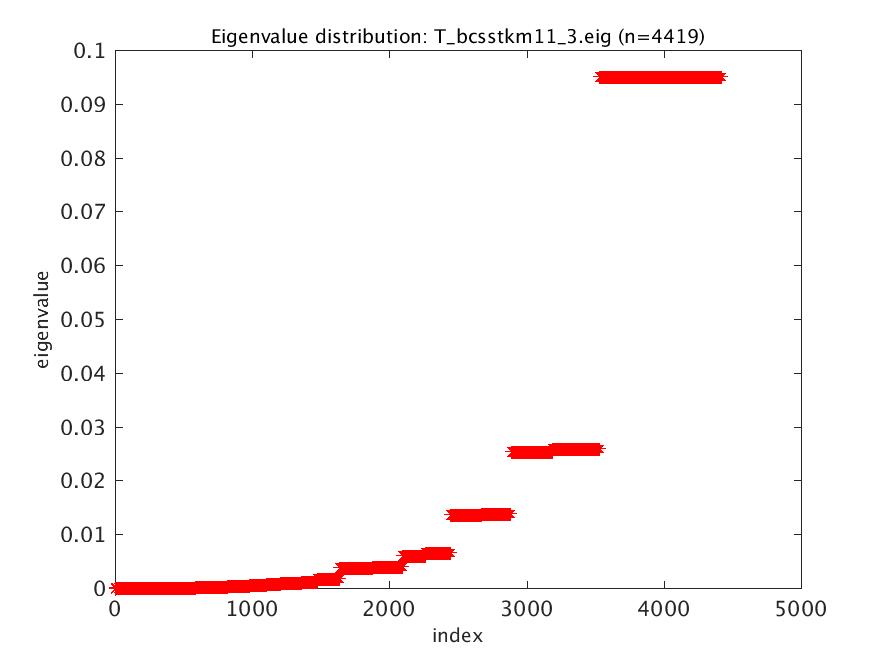 Eigenvalue distribution: T_bcsstkm11_3.eig (n=4419)
0.1
0.09
0.08
0.07
0.06
0.05
0.04
0.03
0.02
0.01
0
eigenvalue
0 1000 2000 3000 4000 5000
index